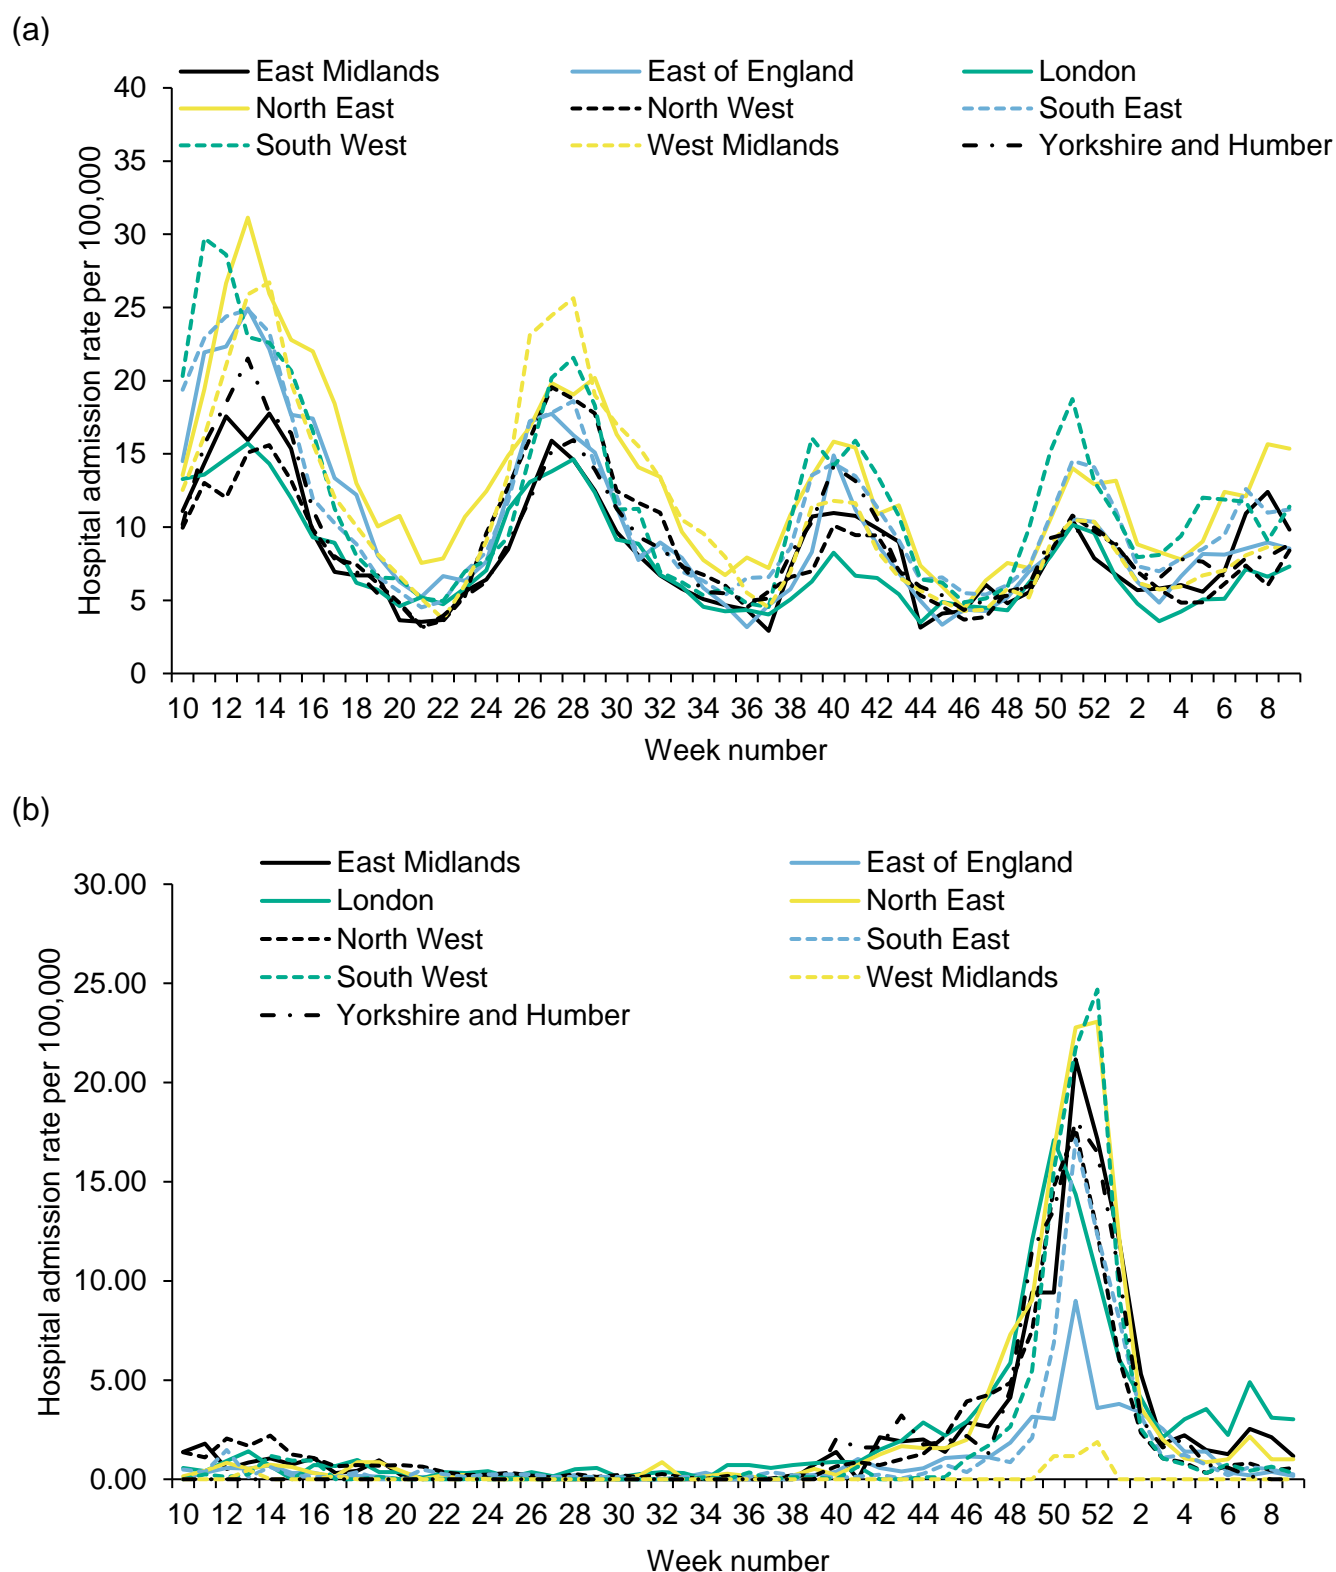 (a)
East Midlands East of England London
North East North West South East
South West West Midlands Yorkshire and Humber
40
35
30
25
20
15
10
5
0
Hospital admission rate per 100,000
10 12 14 16 18 20 22 24 26 28 30 32 34 36 38 40 42 44 46 48 50 52 2 4 6 8
Week number
(b)
East Midlands East of England
London North East
North West South East
South West West Midlands
Yorkshire and Humber
30.00
25.00
20.00
15.00
10.00
5.00
0.00
Hospital admission rate per 100,000
10 12 14 16 18 20 22 24 26 28 30 32 34 36 38 40 42 44 46 48 50 52 2 4 6 8
Week number